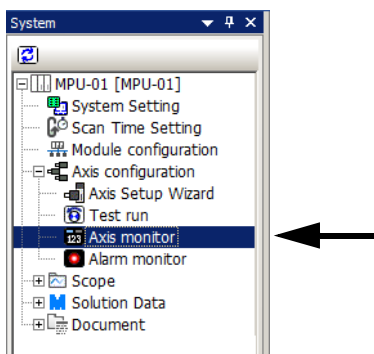 System
MPU-01 [MPU-01]
System Setting
Scan Time Setting
Module configuration
Axis configuration
Axis Setup Wizard
Test run
123 Axis monitor
Alarm monitor
Scope
M Solution Data
Document